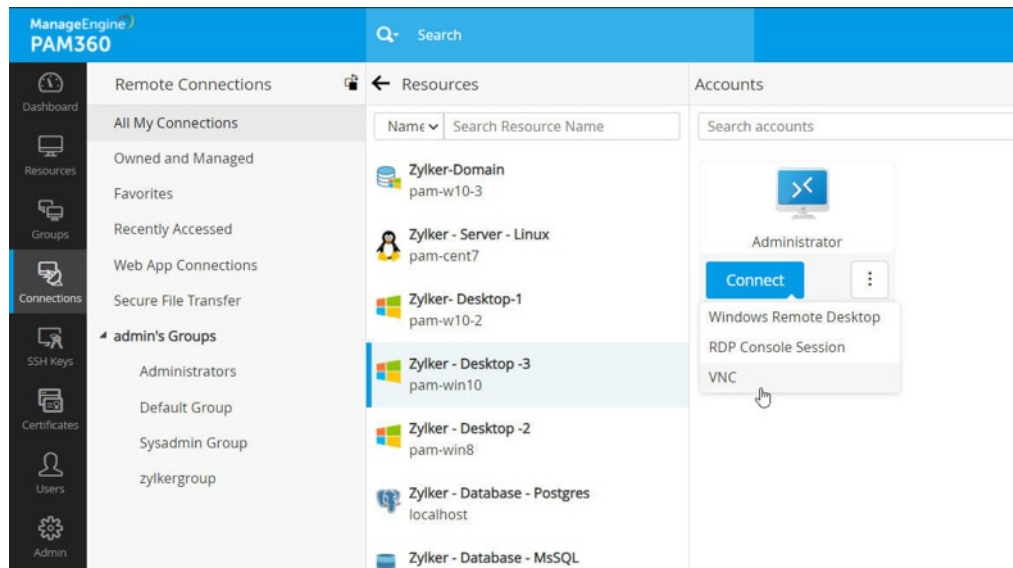 ManageEngine
PAM360
Search
Dashboard
Resources
Groups
Connections
SSH Keys
Certificates
Users
Admin
Remote Connections
All My Connections
Owned and Managed
Favorites
Recently Accessed
Web App Connections
Secure File Transfer
admin's Groups
Administrators
Default Group
Sysadmin Group
zylkergroup
Resources
Name Search Resource Name
Zylker-Domain
pam-w10-3
Zylker - Server - Linux
pam-cent7
Zylker- Desktop-1
pam-w10-2
Zylker - Desktop -3
pam-win10
Zylker - Desktop -2
pam-win8
Zylker - Database - Postgres
localhost
Zylker - Database - MsSQL
Accounts
Search accounts
Administrator
Connect
Windows Remote Desktop
RDP Console Session
VNC